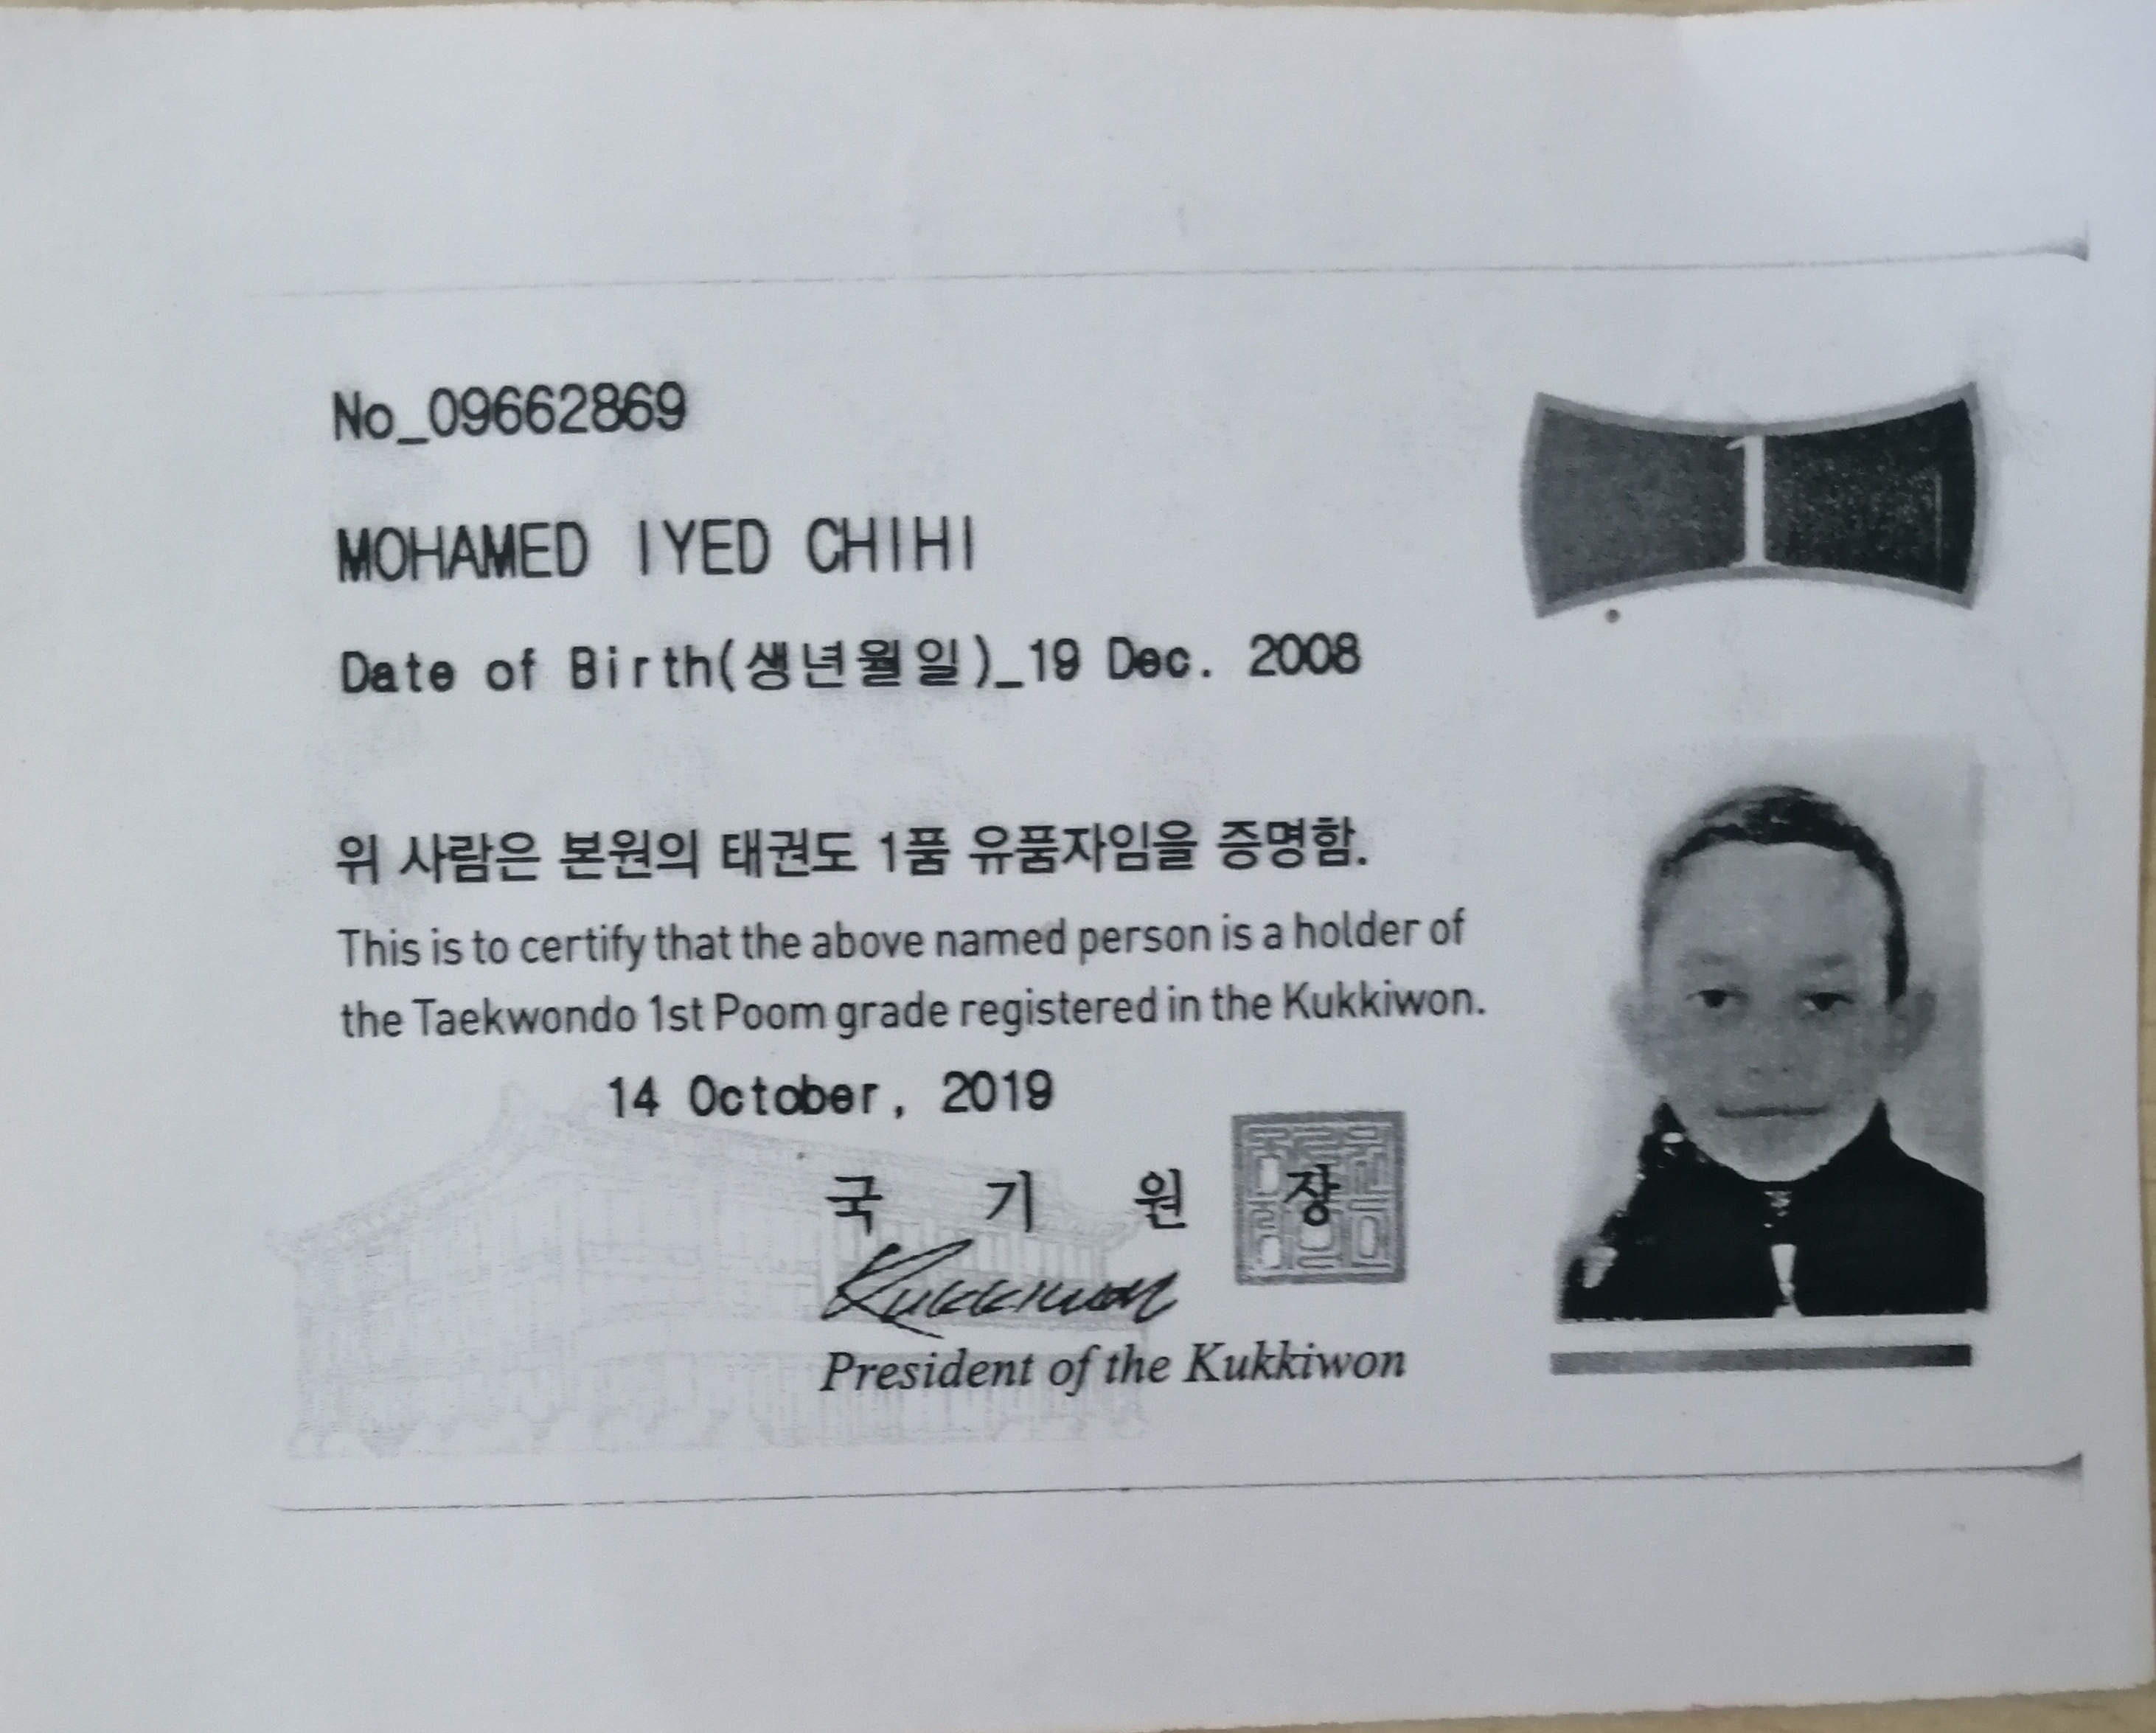 No_09662869
1
MOHAMED IYED CHIHI
Date of Birth(생년월일)_19 Dec. 2008
위 사람은 본원의 태권도 1품 유품자임을 증명함.
This is to certify that the above named person is a holder of
the Taekwondo 1st Poom grade registered in the Kukkiwon.
14 October, 2019
국 기 원 장
Kukkiwon
President of the Kukkiwon